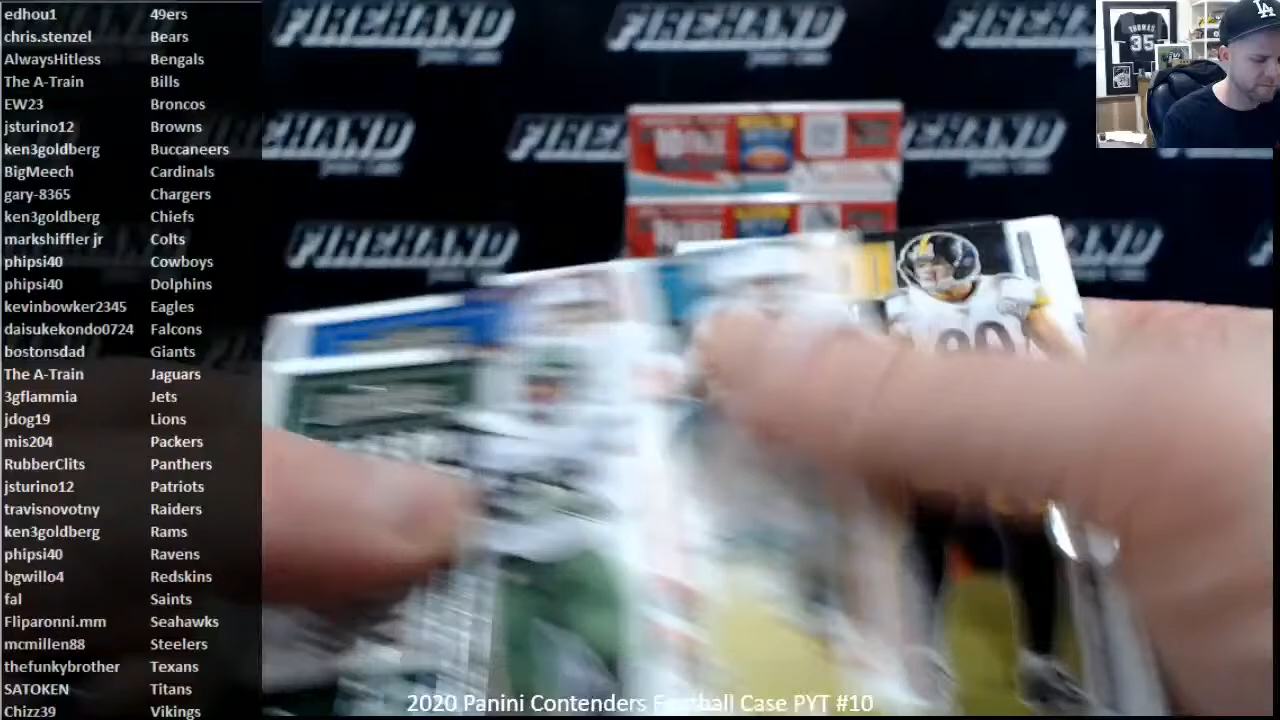 edhou1 49ers
chris.stenzel Bears
AlwaysHitless Bengals
The A-Train Bills
EW23 Broncos
jsturino12 Browns
ken3goldberg Buccaneers
BigMeech Cardinals
gary-8365 Chargers
ken3goldberg Chiefs
markshiffler jr Colts
phipsi40 Cowboys
phipsi40 Dolphins
kevinbowker2345 Eagles
daisukekondo0724 Falcons
bostonsdad Giants
The A-Train Jaguars
3gflammia Jets
jdog19 Lions
mis204 Packers
RubberClits Panthers
jsturino12 Patriots
travisnovotny Raiders
ken3goldberg Rams
phipsi40 Ravens
bgwillo4 Redskins
fal Saints
Fliparonni.mm Seahawks
mcmillen88 Steelers
thefunkybrother Texans
SATOKEN Titans
Chizz39 Vikings
FIREHAND FIREHAND
FIREHAND
FIREHAND
FIREHAND
THOMAS
35
LA
2020 Panini Contenders Football Case PYT #10